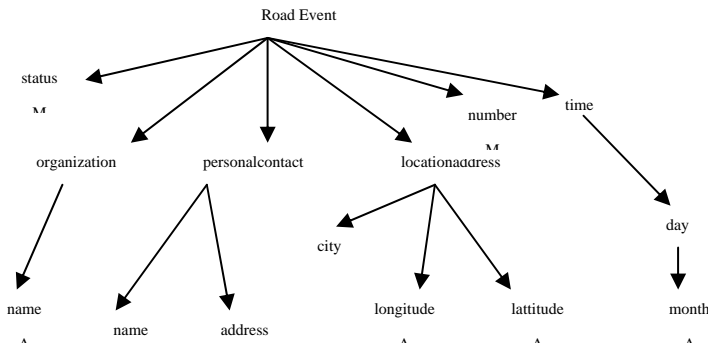 Road Event
status
time
number
M
M
organization
personalcontact
locationaddress
day
city
name
longitude
lattitude
month
name
address
A
A
A
A